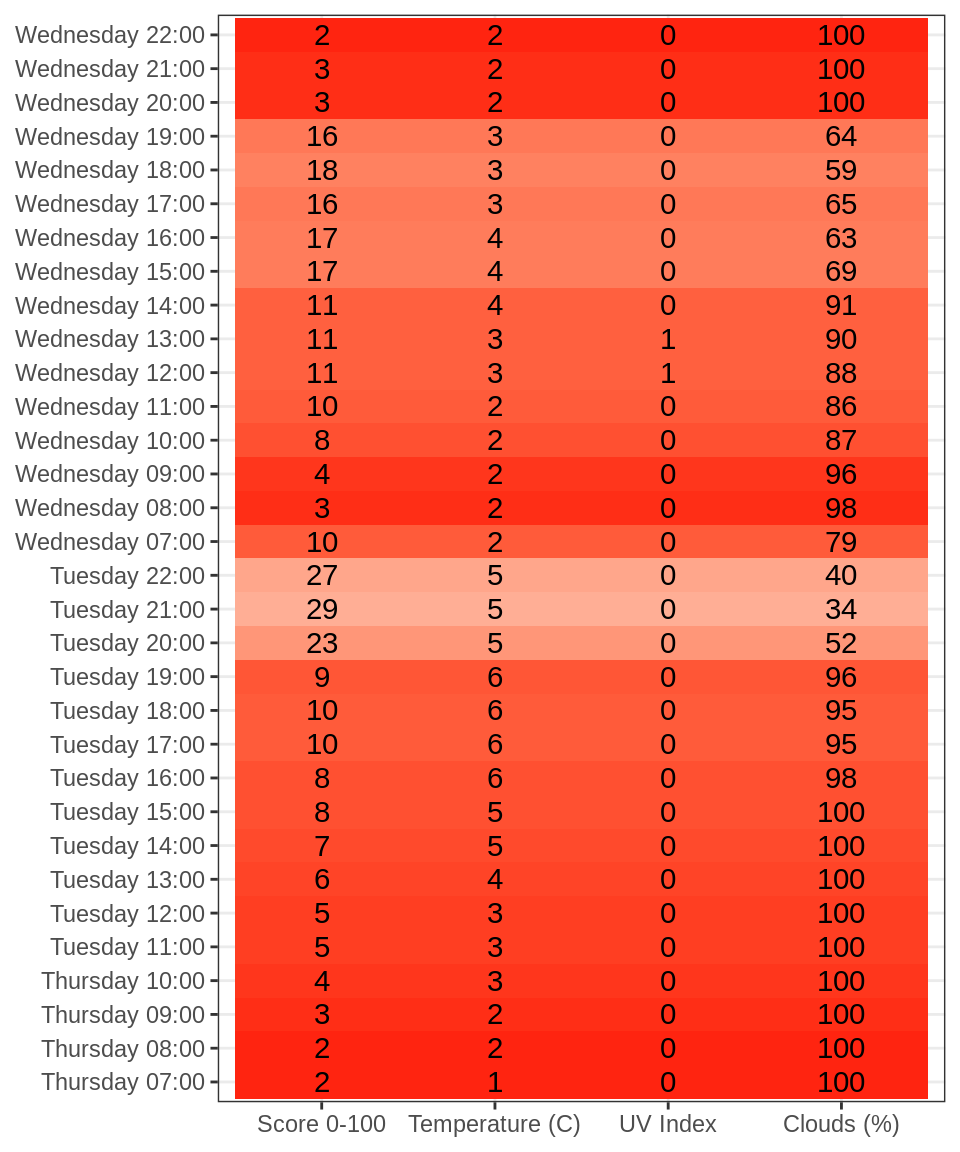 Wednesday 22:00 2 2 0 100
Wednesday 21:00 3 2 0 100
Wednesday 20:00 3 2 0 100
Wednesday 19:00 16 3 0 64
Wednesday 18:00 18 3 0 59
Wednesday 17:00 16 3 0 65
Wednesday 16:00 17 4 0 63
Wednesday 15:00 17 4 0 69
Wednesday 14:00 11 4 0 91
Wednesday 13:00 11 3 1 90
Wednesday 12:00 11 3 1 88
Wednesday 11:00 10 2 0 86
Wednesday 10:00 8 2 0 87
Wednesday 09:00 4 2 0 96
Wednesday 08:00 3 2 0 98
Wednesday 07:00 10 2 0 79
Tuesday 22:00 27 5 0 40
Tuesday 21:00 29 5 0 34
Tuesday 20:00 23 5 0 52
Tuesday 19:00 9 6 0 96
Tuesday 18:00 10 6 0 95
Tuesday 17:00 10 6 0 95
Tuesday 16:00 8 6 0 98
Tuesday 15:00 8 5 0 100
Tuesday 14:00 7 5 0 100
Tuesday 13:00 6 4 0 100
Tuesday 12:00 5 3 0 100
Tuesday 11:00 5 3 0 100
Thursday 10:00 4 3 0 100
Thursday 09:00 3 2 0 100
Thursday 08:00 2 2 0 100
Thursday 07:00 2 1 0 100
Score 0-100 Temperature (C) UV Index Clouds (%)